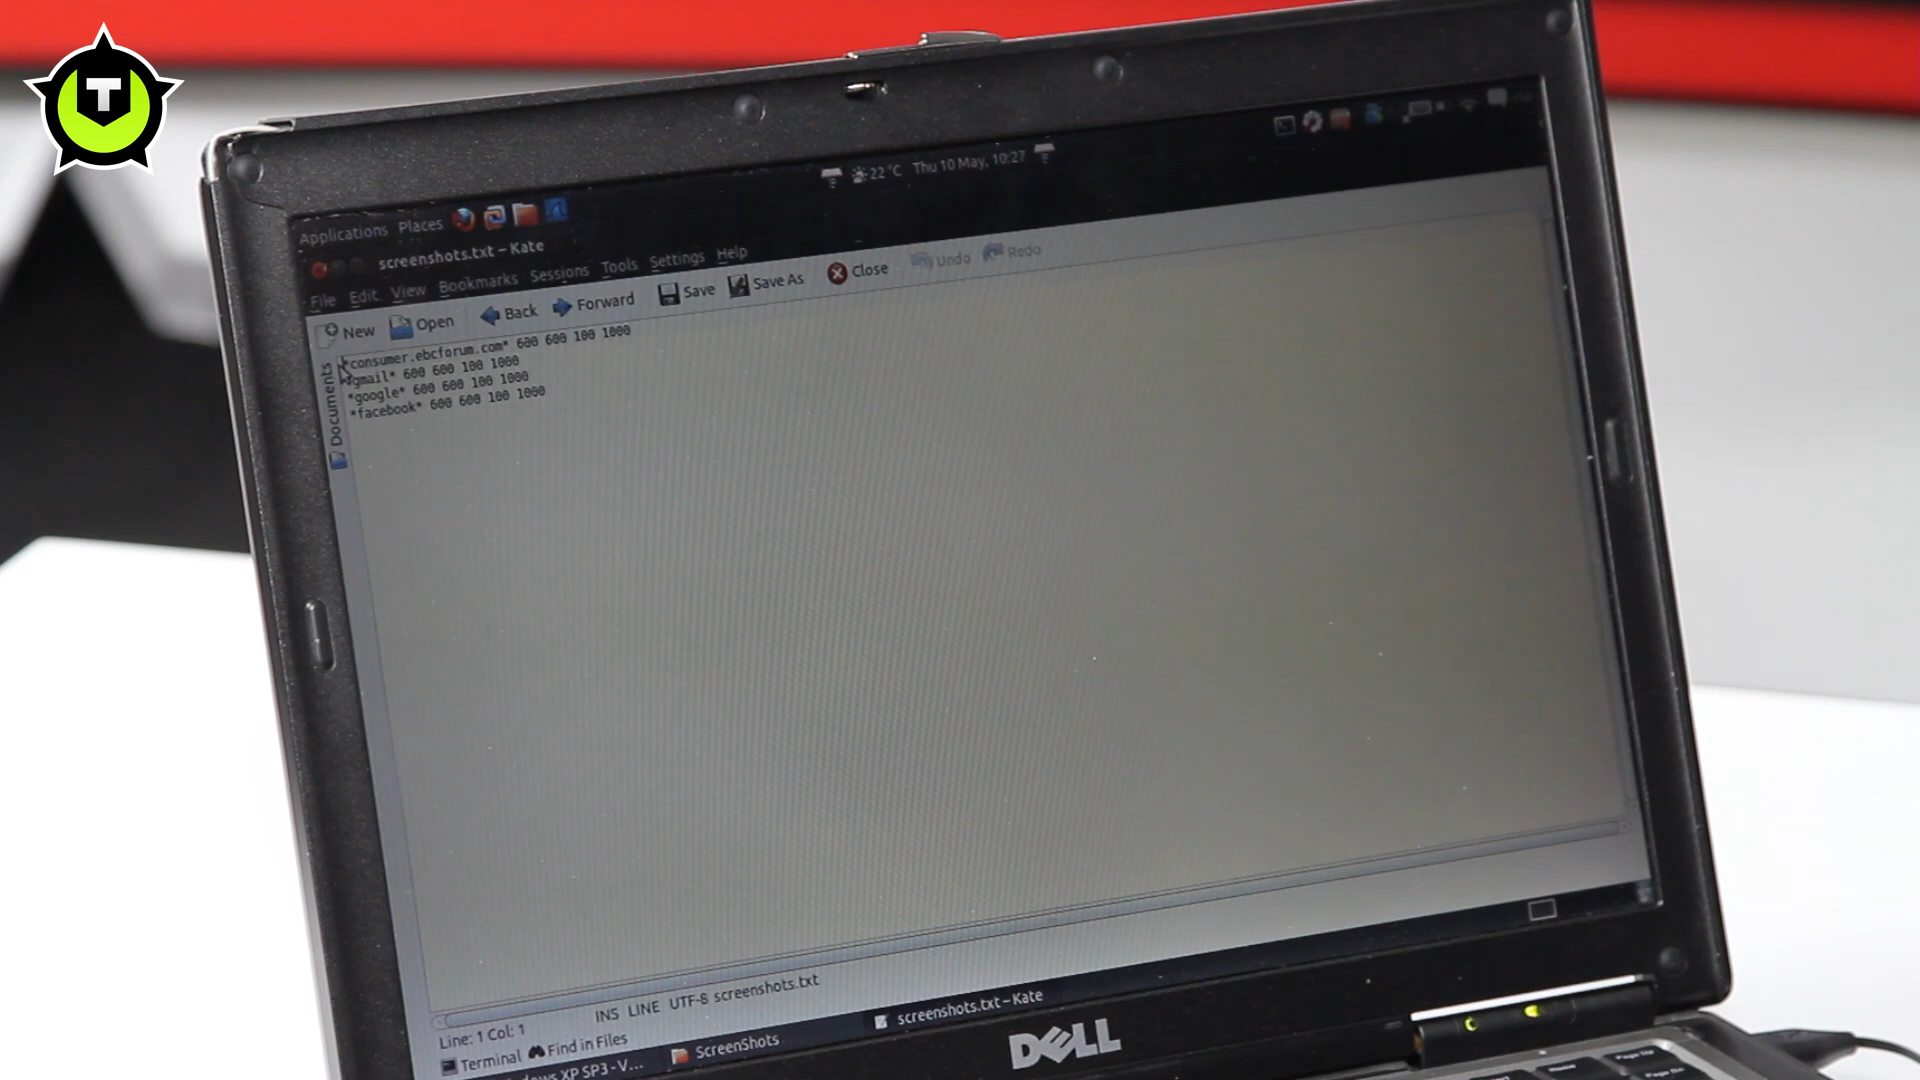 T
22 °C Thu 10 May, 10:27
Applications Places
screenshots.txt – Kate
File Edit View Bookmarks Sessions Tools Settings Help
New Open Back Forward Save Save As Close Undo Redo
Documents
*consumer.ebcforum.com* 600 600 100 1000
*gmail* 600 600 100 1000
*google* 600 600 100 1000
*facebook* 600 600 100 1000
Line: 1 Col: 1 INS LINE UTF-8 screenshots.txt
Terminal Find in Files
XP SP3 - V... ScreenShots screenshots.txt – Kate
DELL